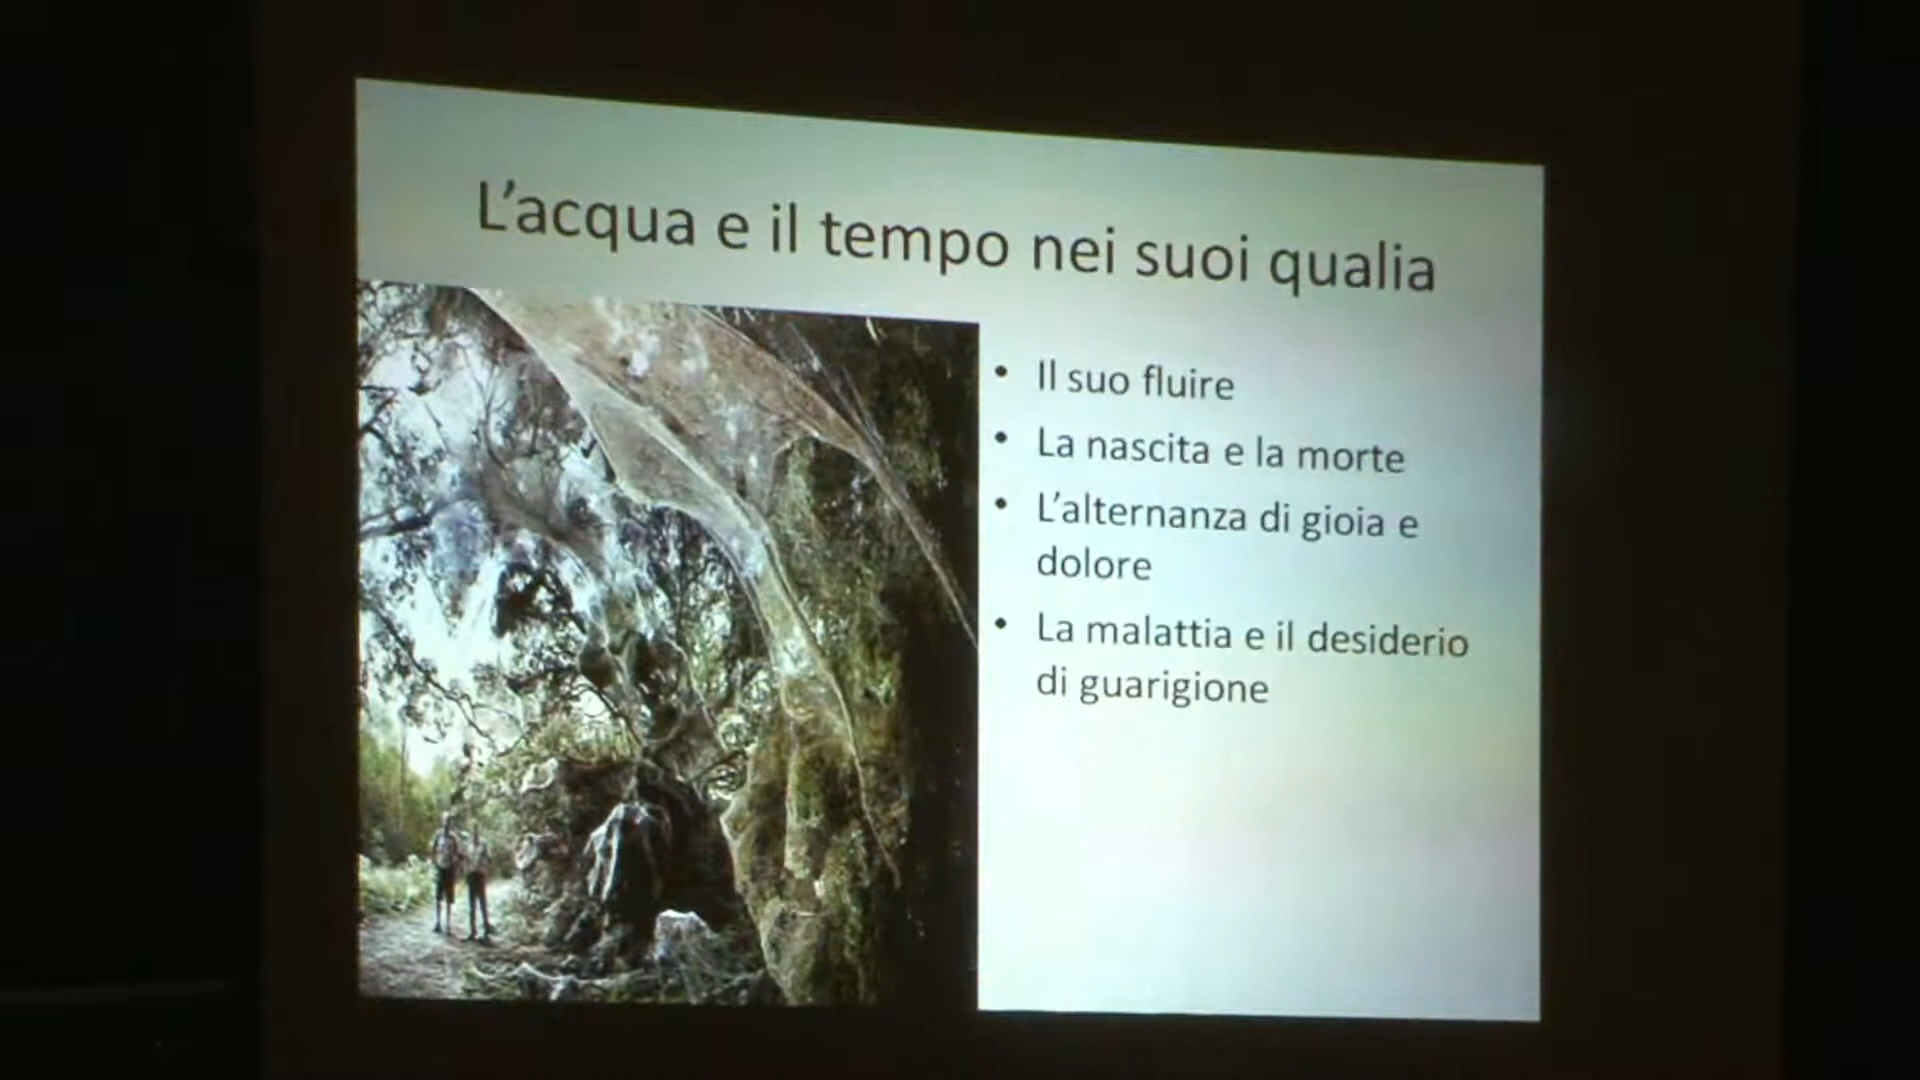 L'acqua e il tempo nei suoi qualia
• Il suo fluire
• La nascita e la morte
• L'alternanza di gioia e
dolore
• La malattia e il desiderio
di guarigione